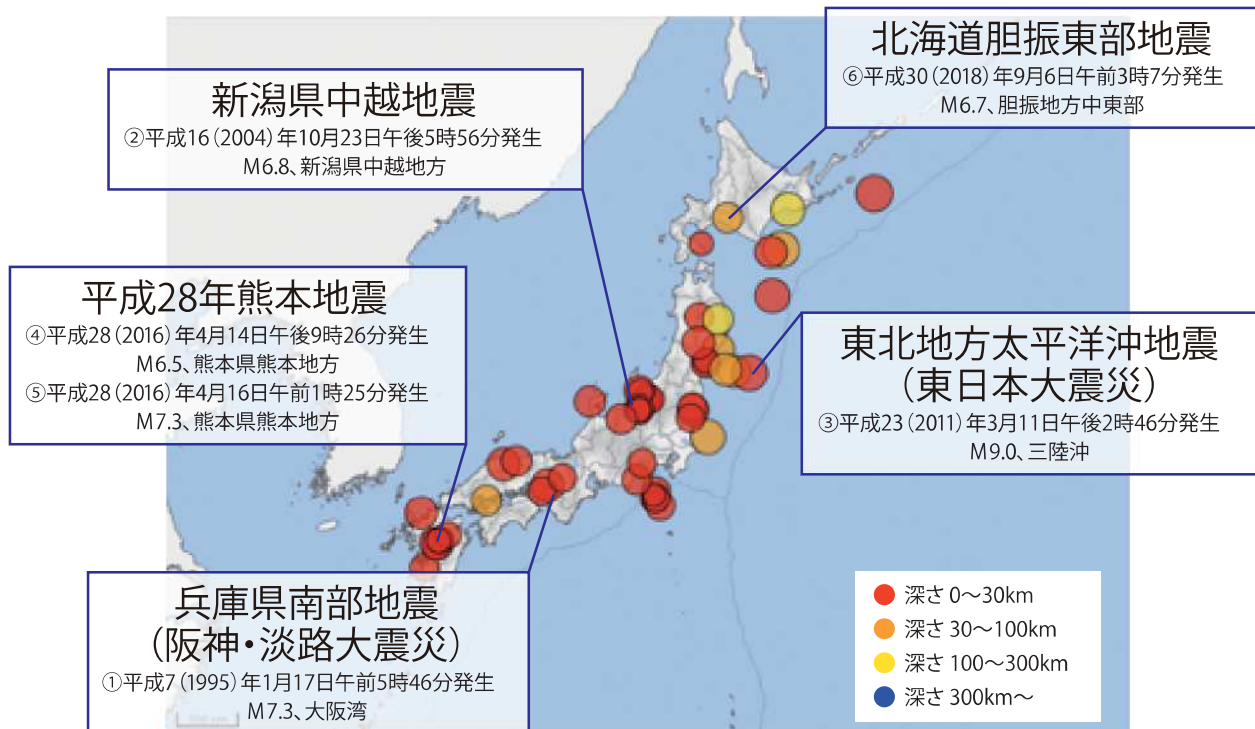 北海道胆振東部地震
⑥平成30(2018)年9月6日午前3時7分発生
M6.7、胆振地方中東部
新潟県中越地震
②平成16(2004)年10月23日午後5時56分発生
M6.8、新潟県中越地方
平成28年熊本地震
④平成28(2016)年4月14日午後9時26分発生
M6.5、熊本県熊本地方
⑤平成28(2016)年4月16日午前1時25分発生
M7.3、熊本県熊本地方
東北地方太平洋沖地震
(東日本大震災)
③平成23(2011)年3月11日午後2時46分発生
M9.0、三陸沖
兵庫県南部地震
(阪神・淡路大震災)
①平成7(1995)年1月17日午前5時46分発生
M7.3、大阪湾
深さ 0〜30km
深さ 30〜100km
深さ 100〜300km
深さ 300km〜